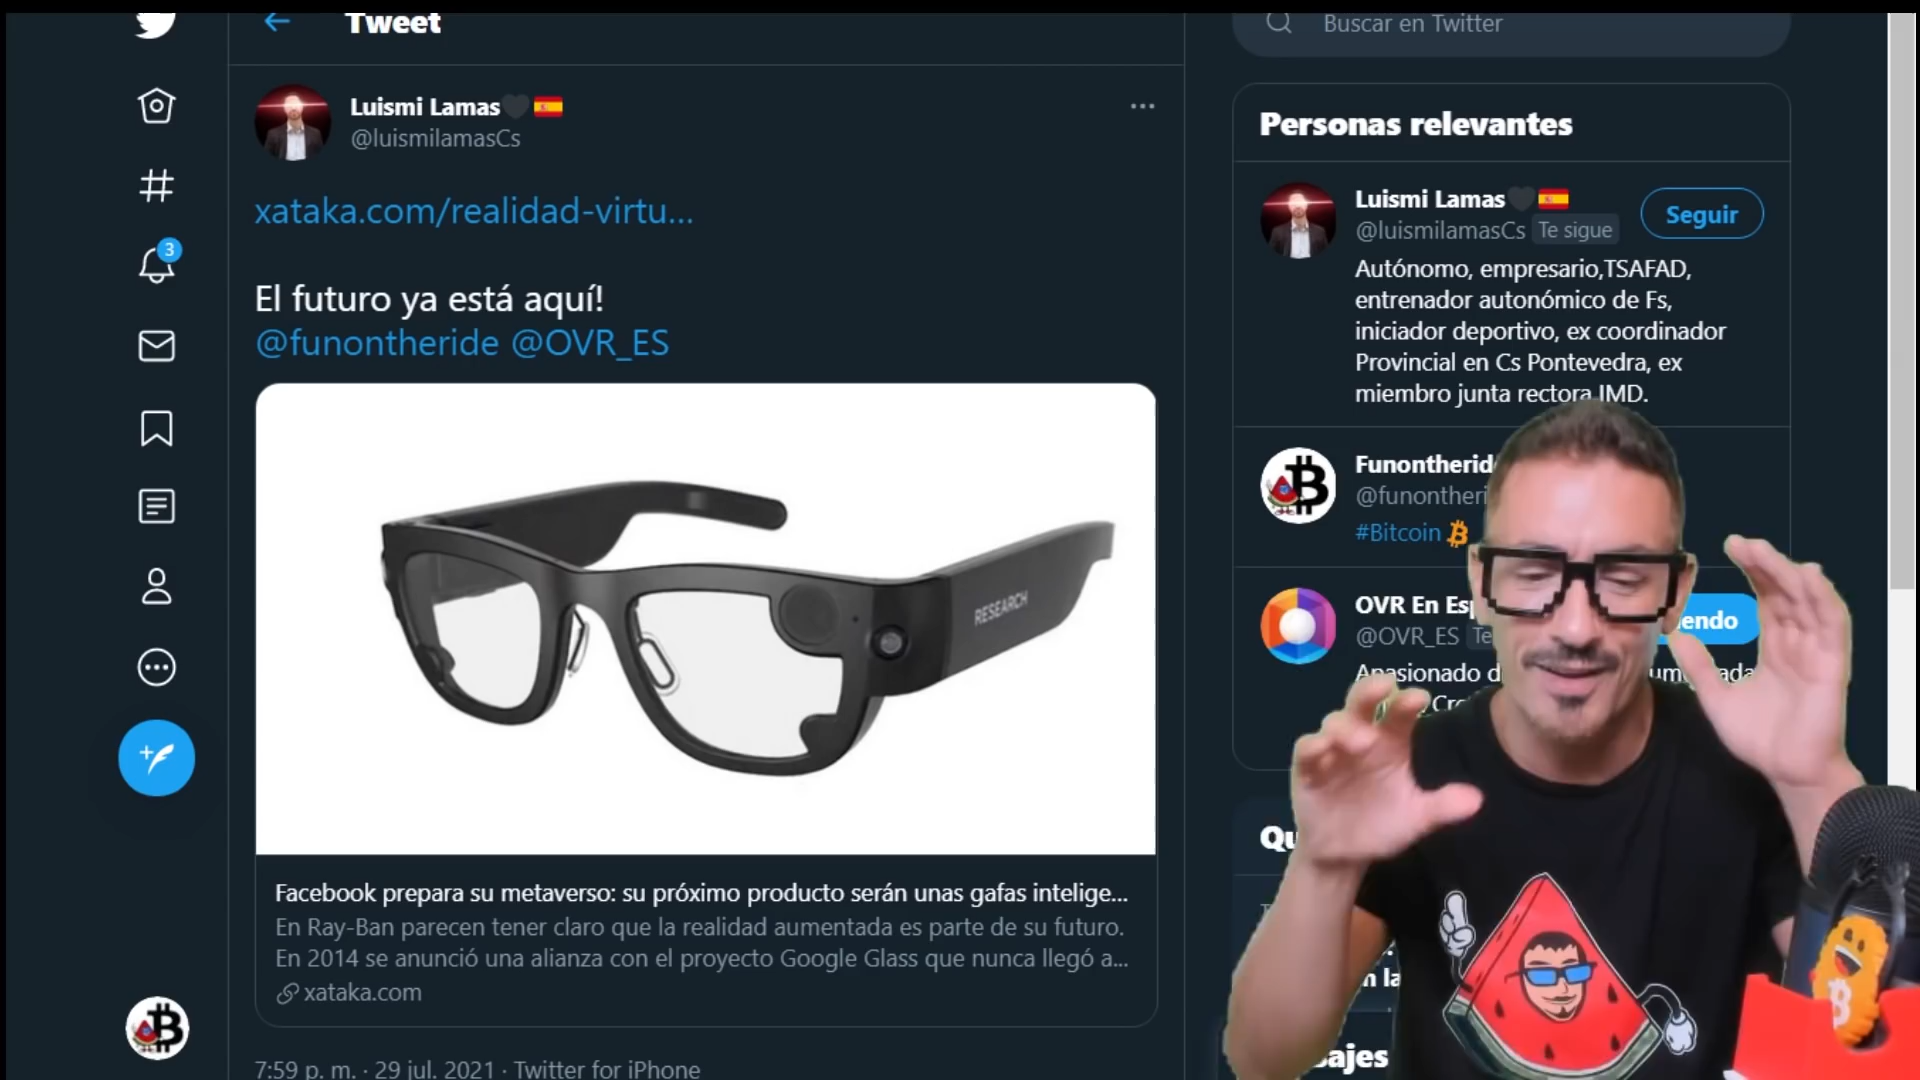 Tweet
Buscar en Twitter
Luismi Lamas
@luismilamasCs
xataka.com/realidad-virtu...
El futuro ya está aquí!
@funontheride @OVR_ES
RESEARCH
Facebook prepara su metaverso: su próximo producto serán unas gafas intelige...
En Ray-Ban parecen tener claro que la realidad aumentada es parte de su futuro.
En 2014 se anunció una alianza con el proyecto Google Glass que nunca llegó a...
xataka.com
7:59 p. m. · 29 jul. 2021 · Twitter for iPhone
3
Personas relevantes
Luismi Lamas
@luismilamasCs Te sigue
Seguir
Autónomo, empresario,TSAFAD,
entrenador autonómico de Fs,
iniciador deportivo, ex coordinador
Provincial en Cs Pontevedra, ex
miembro junta rectora IMD.
Funontherid
@funontheri
#Bitcoin
OVR En Esp
@OVR_ES Te
endo
Apasionado d